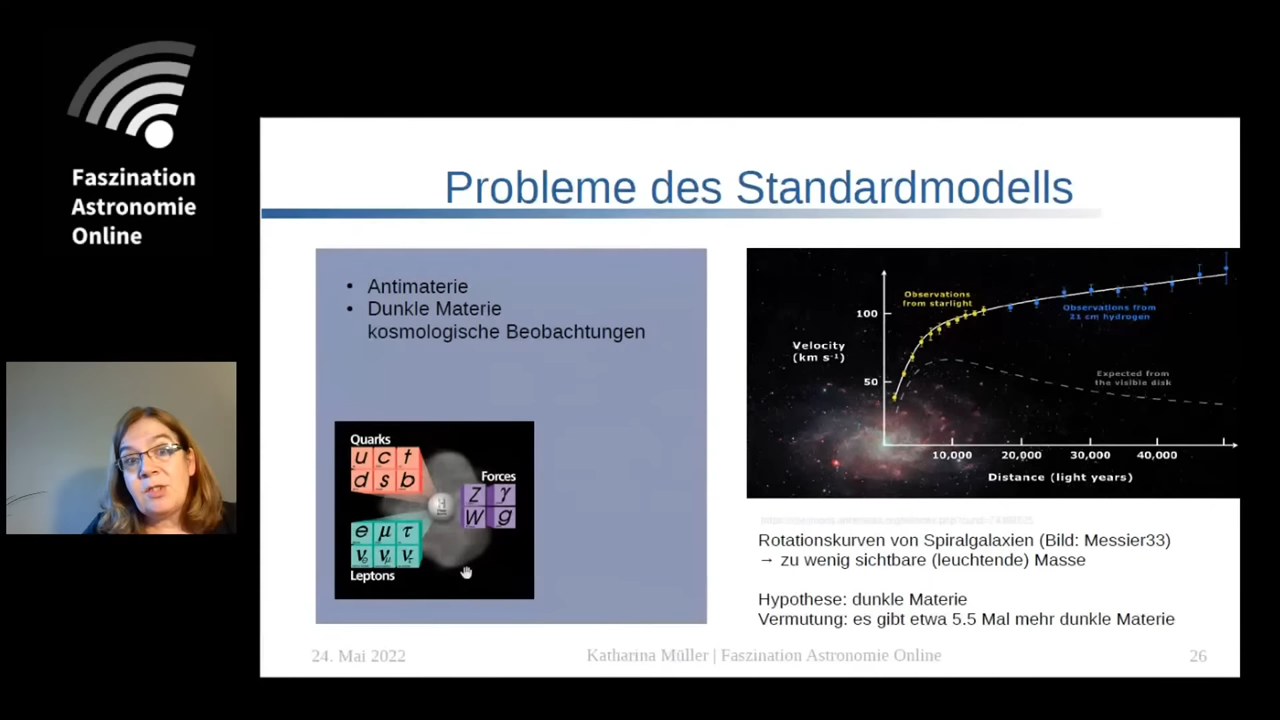 Faszination
Astronomie
Online
Probleme des Standardmodells
• Antimaterie
• Dunkle Materie
kosmologische Beobachtungen
Quarks
u c t
d s b
Forces
Z γ
W g
H
e μ τ
νe νμ ντ
Leptons
Observations
from starlight
Observations from
21 cm hydrogen
Expected from
the visible disk
Velocity
(km s-1)
100
50
10,000 20,000 30,000 40,000
Distance (light years)
Rotationskurven von Spiralgalaxien (Bild: Messier33)
→ zu wenig sichtbare (leuchtende) Masse
Hypothese: dunkle Materie
Vermutung: es gibt etwa 5.5 Mal mehr dunkle Materie
24. Mai 2022
Katharina Müller | Faszination Astronomie Online
26